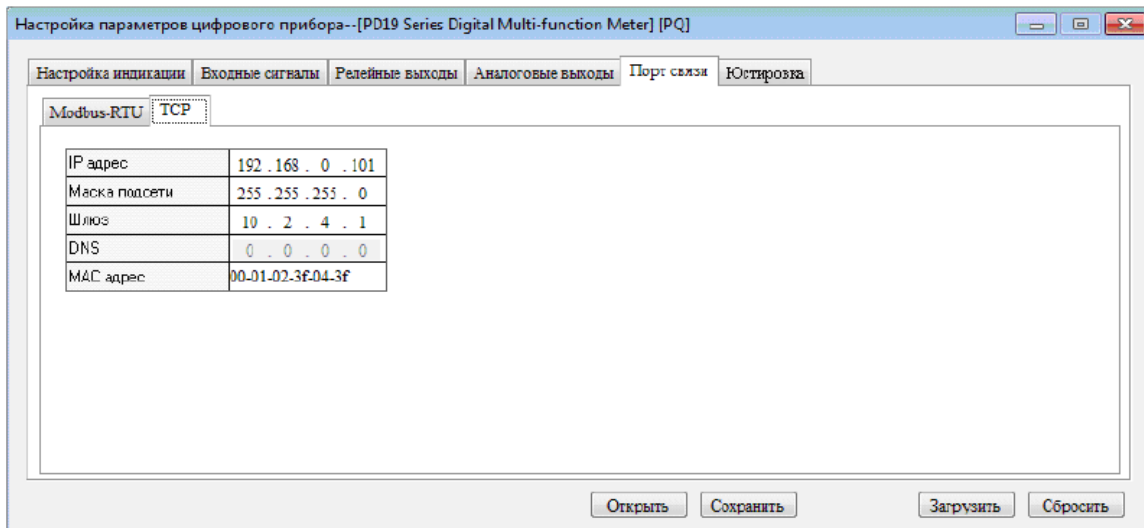 Настройка параметров цифрового прибора--[PD19 Series Digital Multi-function Meter] [PQ]
Настройка индикации Входные сигналы Релейные выходы Аналоговые выходы Порт связи Юстировка
Modbus-RTU TCP
IP адрес 192 . 168 . 0 . 101
Маска подсети 255 . 255 . 255 . 0
Шлюз 10 . 2 . 4 . 1
DNS 0 . 0 . 0 . 0
MAC адрес 00-01-02-3f-04-3f
Открыть Сохранить Загрузить Сбросить